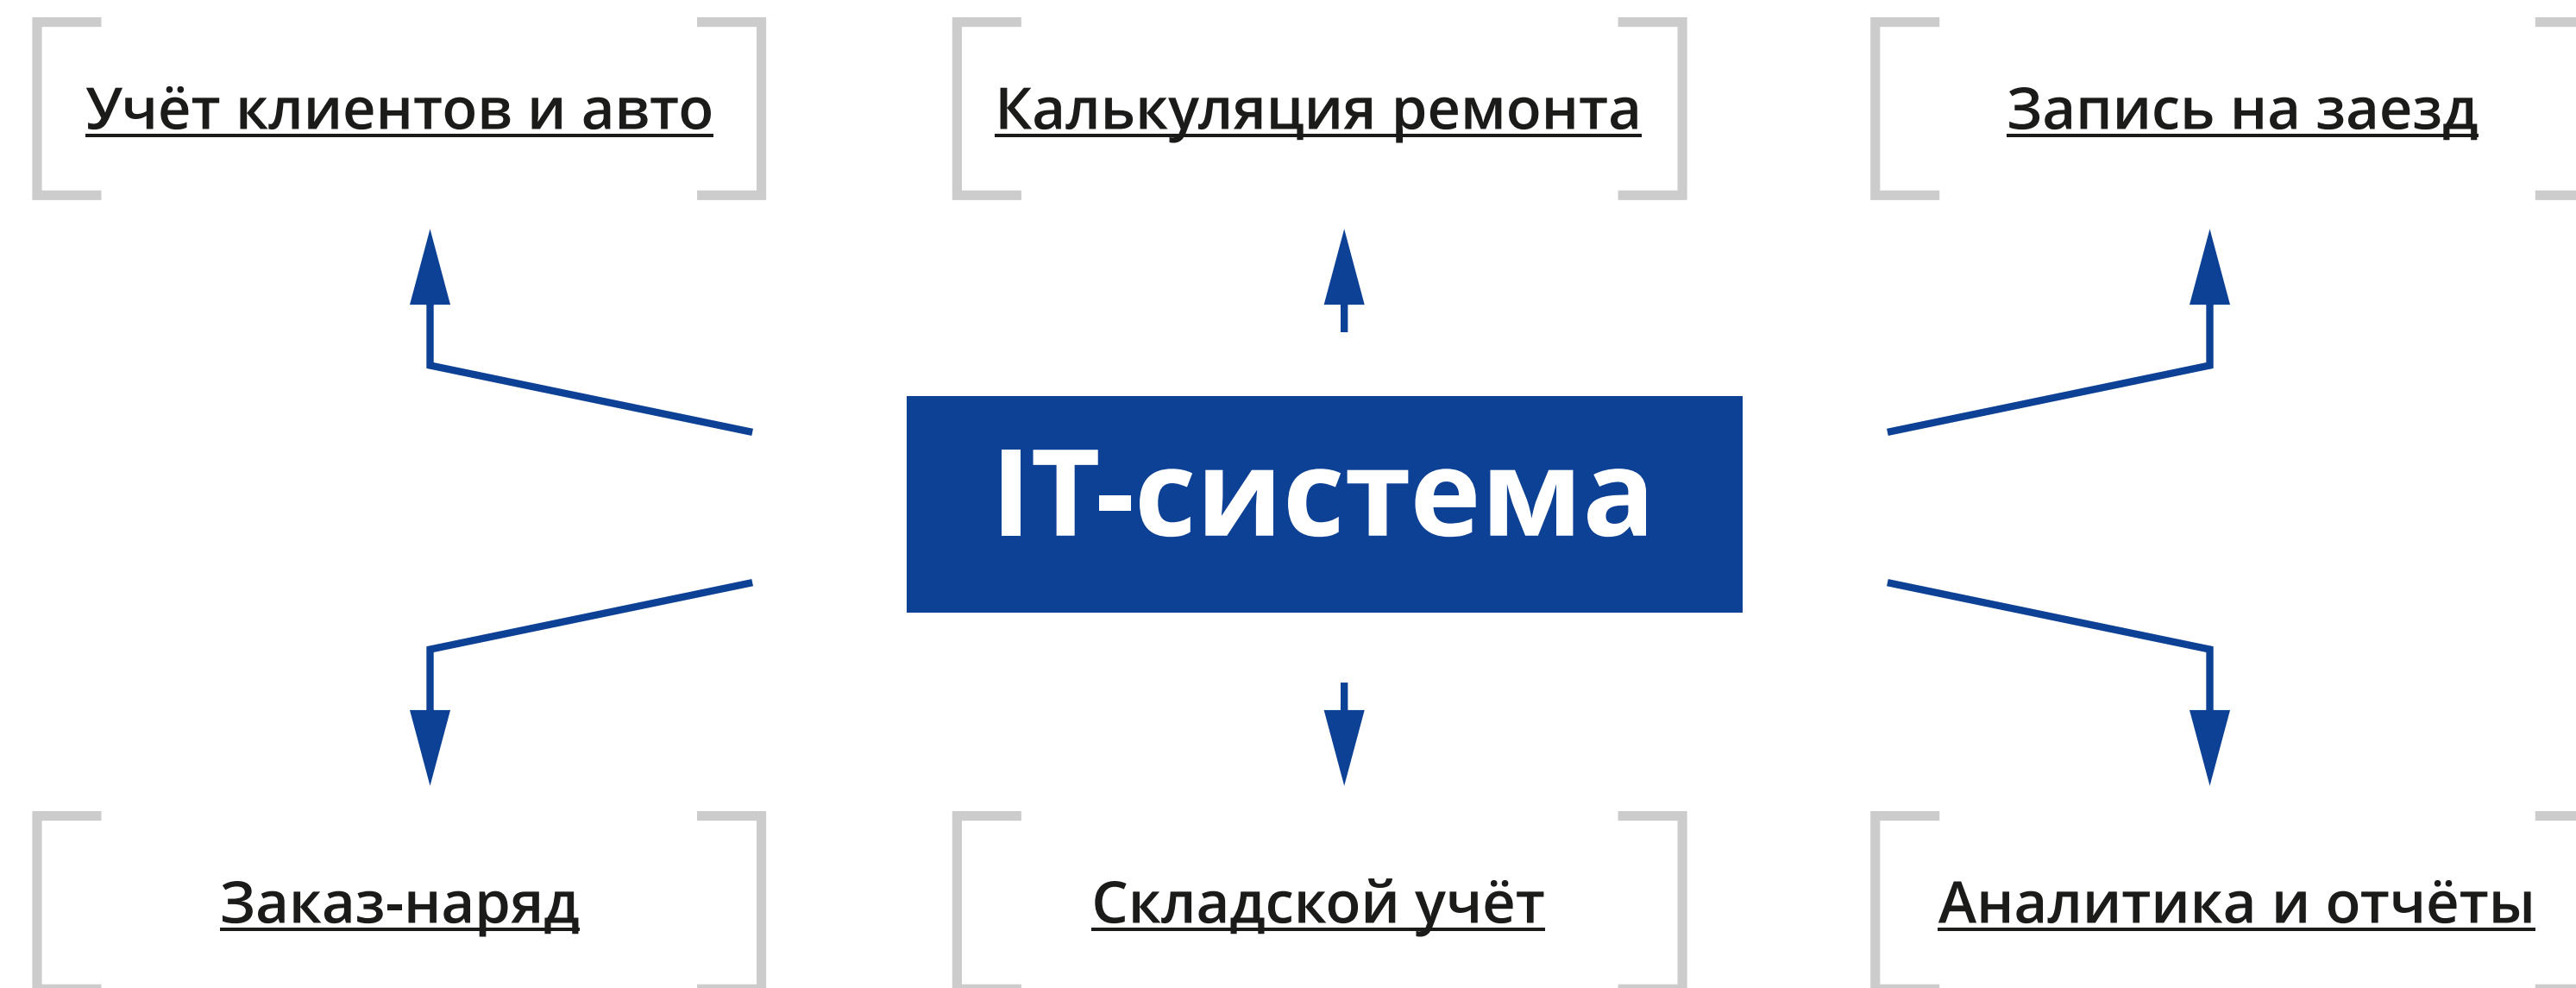 Учёт клиентов и авто
Калькуляция ремонта
Запись на заезд
IT-система
Заказ-наряд
Складской учёт
Аналитика и отчёты